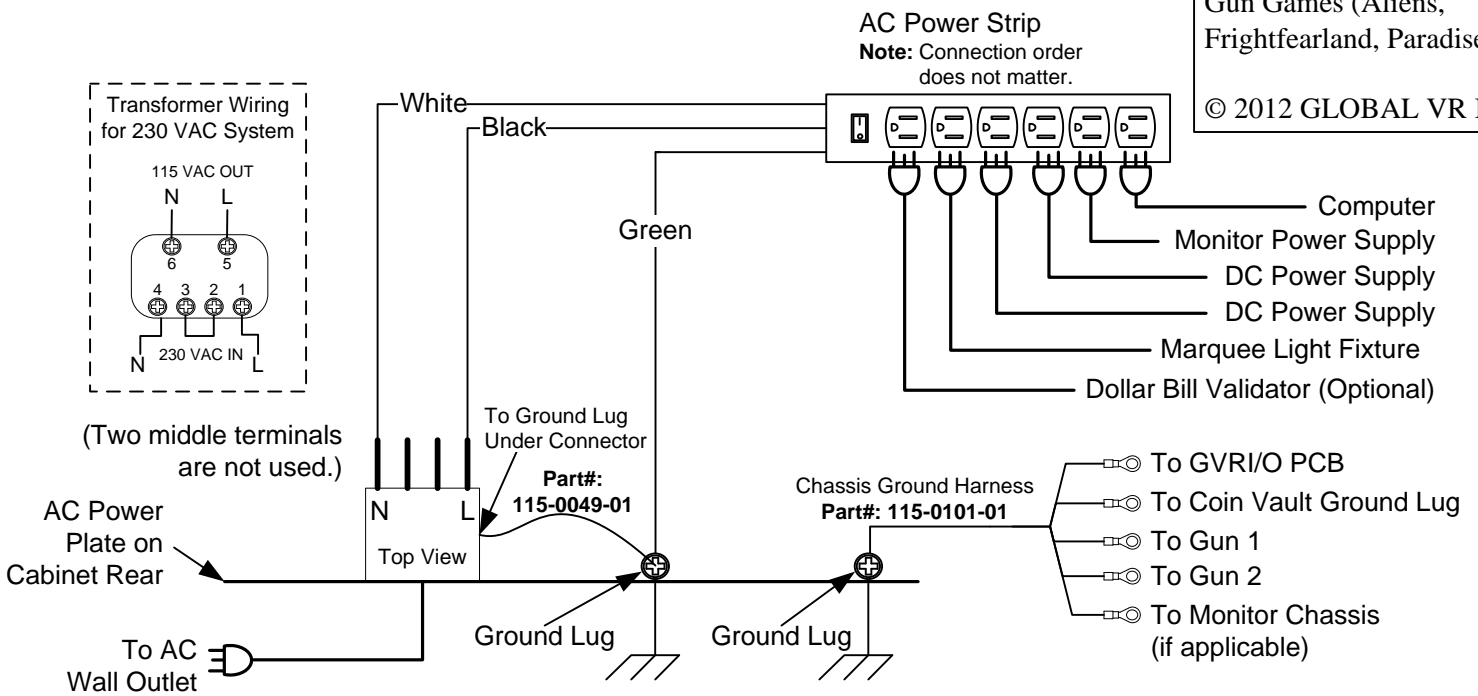 Gun Games (Aliens,
Frightfearland, Paradise
© 2012 GLOBAL VR
AC Power Strip
Note: Connection order
does not matter.
Transformer Wiring
for 230 VAC System
115 VAC OUT
N L
6 5
4 3 2 1
230 VAC IN
N L
White
Black
Green
Computer
Monitor Power Supply
DC Power Supply
DC Power Supply
Marquee Light Fixture
Dollar Bill Validator (Optional)
(Two middle terminals
are not used.)
To Ground Lug
Under Connector
Part#:
115-0049-01
N L
Top View
AC Power
Plate on
Cabinet Rear
To AC
Wall Outlet
Ground Lug
Ground Lug
Chassis Ground Harness
Part#: 115-0101-01
To GVRI/O PCB
To Coin Vault Ground Lug
To Gun 1
To Gun 2
To Monitor Chassis
(if applicable)